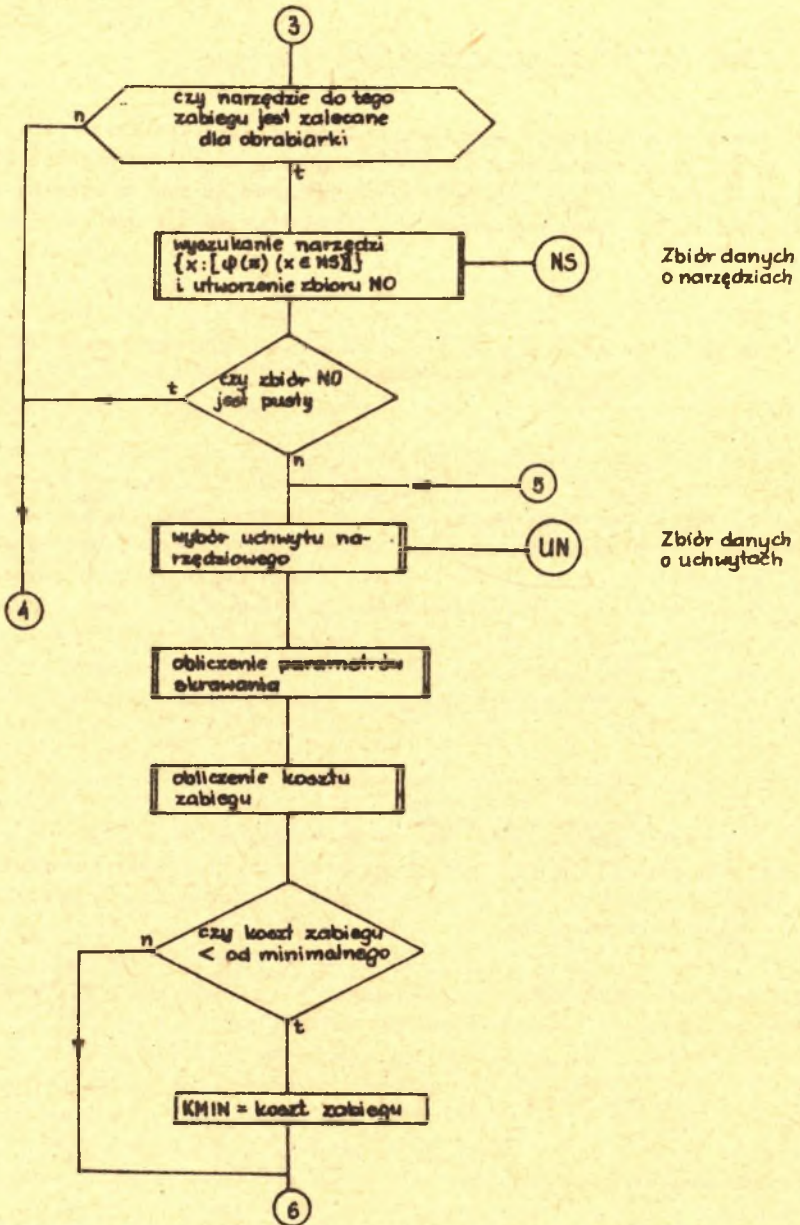 3
czy narzędzie do tego
zabiegu jest zalecane
dla obrabiarki
n
t
wyszukanie narzędzi
{x:[φ(x) (x ∈ NS)]}
i utworzenie zbioru NO
NS
Zbiór danych
o narzędziach
czy zbiór NO
jest pusty
t
n
5
wybór uchwytu na-
rzędziowego
UN
Zbiór danych
o uchwytach
4
obliczenie parametrów
skrawania
obliczenie kosztu
zabiegu
czy koszt zabiegu
< od minimalnego
n
t
KMIN = koszt zabiegu
6